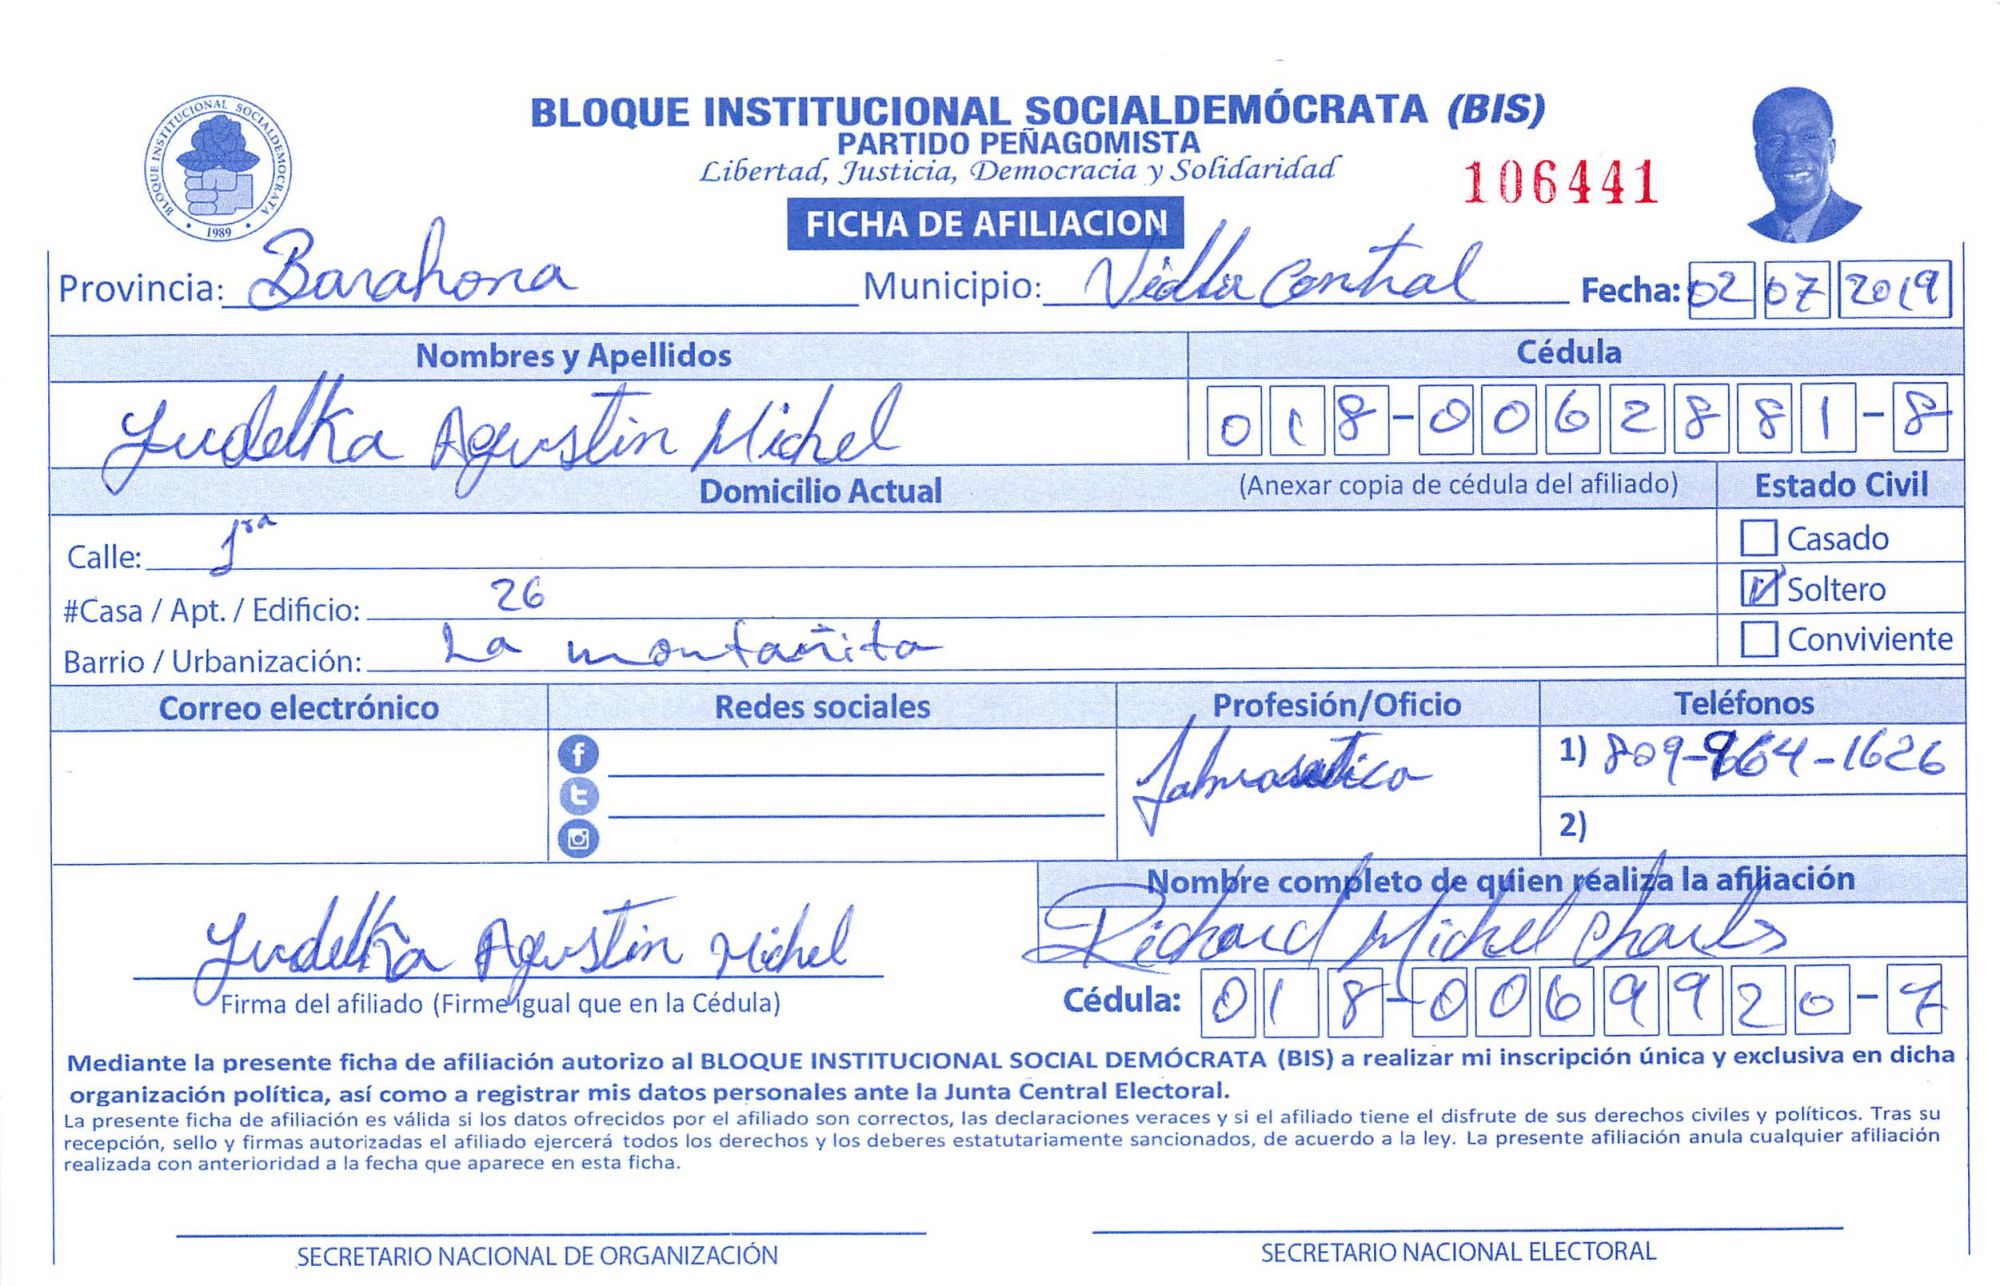 BLOQUE INSTITUCIONAL SOCIALDEMOCRATA
1989
BLOQUE INSTITUCIONAL SOCIALDEMÓCRATA (BIS)
PARTIDO PEÑAGOMISTA
Libertad, Justicia, Democracia y Solidaridad
106441
FICHA DE AFILIACION
Provincia: Barahona Municipio: Central Fecha: 02 07 2019
Nombres y Apellidos Cédula
Yudelka Agustin Michel 018-0062881-8
Domicilio Actual (Anexar copia de cédula del afiliado) Estado Civil
Calle: 1ra Casado
#Casa / Apt. / Edificio: 26 Soltero
Barrio / Urbanización: La montañita Conviviente
Correo electrónico Redes sociales Profesión/Oficio Teléfonos
1) 809-964-1626
2)
Nombre completo de quien realiza la afiliación
Yudelka Agustin Michel Richard Michel Charles
Firma del afiliado (Firme igual que en la Cédula) Cédula: 018-0069920-7
Mediante la presente ficha de afiliación autorizo al BLOQUE INSTITUCIONAL SOCIAL DEMÓCRATA (BIS) a realizar mi inscripción única y exclusiva en dicha
organización política, así como a registrar mis datos personales ante la Junta Central Electoral.
La presente ficha de afiliación es válida si los datos ofrecidos por el afiliado son correctos, las declaraciones veraces y si el afiliado tiene el disfrute de sus derechos civiles y políticos. Tras su
recepción, sello y firmas autorizadas el afiliado ejercerá todos los derechos y los deberes estatutariamente sancionados, de acuerdo a la ley. La presente afiliación anula cualquier afiliación
realizada con anterioridad a la fecha que aparece en esta ficha.
SECRETARIO NACIONAL DE ORGANIZACIÓN SECRETARIO NACIONAL ELECTORAL